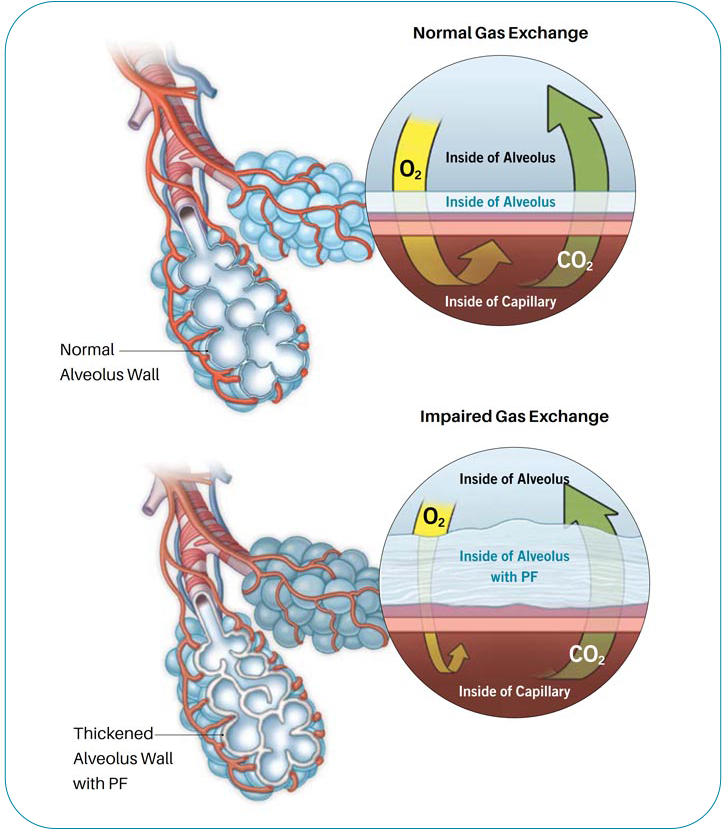 Normal Gas Exchange
O2
Inside of Alveolus
Inside of Alveolus
CO2
Inside of Capillary
Normal
Alveolus Wall
Impaired Gas Exchange
Inside of Alveolus
O2
Inside of Alveolus
with PF
CO2
Inside of Capillary
Thickened
Alveolus Wall
with PF